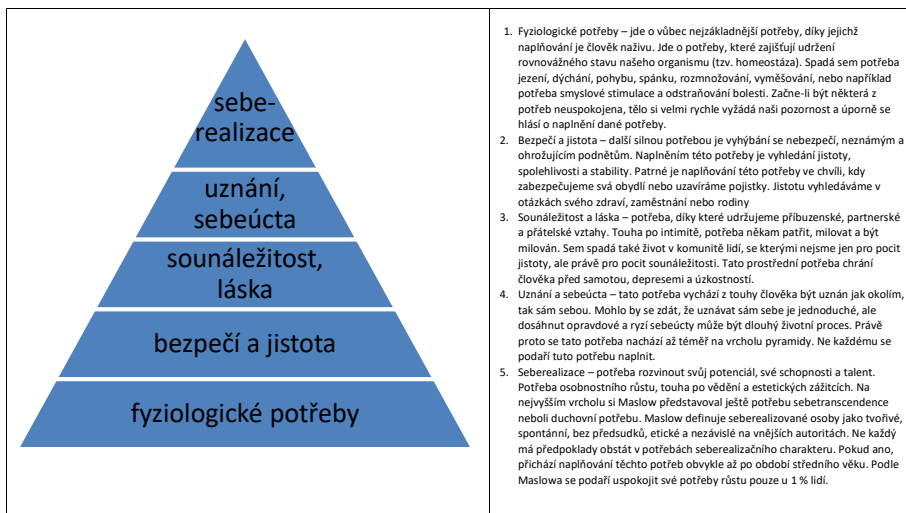 sebe-
realizace
uznání,
sebeúcta
sounáležitost,
láska
bezpečí a jistota
fyziologické potřeby
1. Fyziologické potřeby – jde o vůbec nejzákladnější potřeby, díky jejichž
naplňování je člověk naživu. Jde o potřeby, které zajišťují udržení
rovnovážného stavu našeho organismu (tzv. homeostáza). Spadá sem potřeba
jezení, dýchání, pohybu, spánku, rozmnožování, vyměšování, nebo například
potřeba smyslové stimulace a odstraňování bolesti. Začne-li být některá z
potřeb neuspokojena, tělo si velmi rychle vyžádá naši pozornost a úporně se
hlásí o naplnění dané potřeby.
2. Bezpečí a jistota – další silnou potřebou je vyhýbání se nebezpečí, neznámým a
ohrožujícím podnětům. Naplněním této potřeby je vyhledání jistoty,
spolehlivosti a stability. Patrné je naplňování této potřeby ve chvíli, kdy
zabezpečujeme svá obydlí nebo uzavíráme pojistky. Jistotu vyhledáváme v
otázkách svého zdraví, zaměstnání nebo rodiny
3. Sounáležitost a láska – potřeba, díky které udržujeme příbuzenské, partnerské
a přátelské vztahy. Touha po intimitě, potřeba někam patřit, milovat a být
milován. Sem spadá také život v komunitě lidí, se kterými nejsme jen pro pocit
jistoty, ale právě pro pocit sounáležitosti. Tato prostřední potřeba chrání
člověka před samotou, depresemi a úzkostností.
4. Uznání a sebeúcta – tato potřeba vychází z touhy člověka být uznán jak okolím,
tak sám sebou. Mohlo by se zdát, že uznávat sám sebe je jednoduché, ale
dosáhnut opravdové a ryzí sebeúcty může být dlouhý životní proces. Právě
proto se tato potřeba nachází až téměř na vrcholu pyramidy. Ne každému se
podaří tuto potřebu naplnit.
5. Seberealizace – potřeba rozvinout svůj potenciál, své schopnosti a talent.
Potřeba osobnostního růstu, touha po vědění a estetických zážitcích. Na
nejvyšším vrcholu si Maslow představoval ještě potřebu sebetranscendence
neboli duchovní potřebu. Maslow definuje seberealizované osoby jako tvořivé,
spontánní, bez předsudků, etické a nezávislé na vnějších autoritách. Ne každý
má předpoklady obstát v potřebách seberealizačního charakteru. Pokud ano,
přichází naplňování těchto potřeb obvykle až po období středního věku. Podle
Maslowa se podaří uspokojit své potřeby růstu pouze u 1 % lidí.